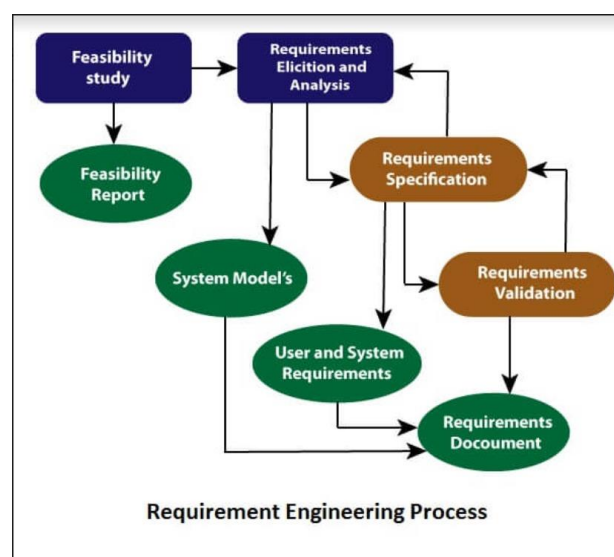 Feasibility
study
Requirements
Elicition and
Analysis
Feasibility
Report
Requirements
Specification
System Model's
Requirements
Validation
User and System
Requirements
Requirements
Docoument
Requirement Engineering Process